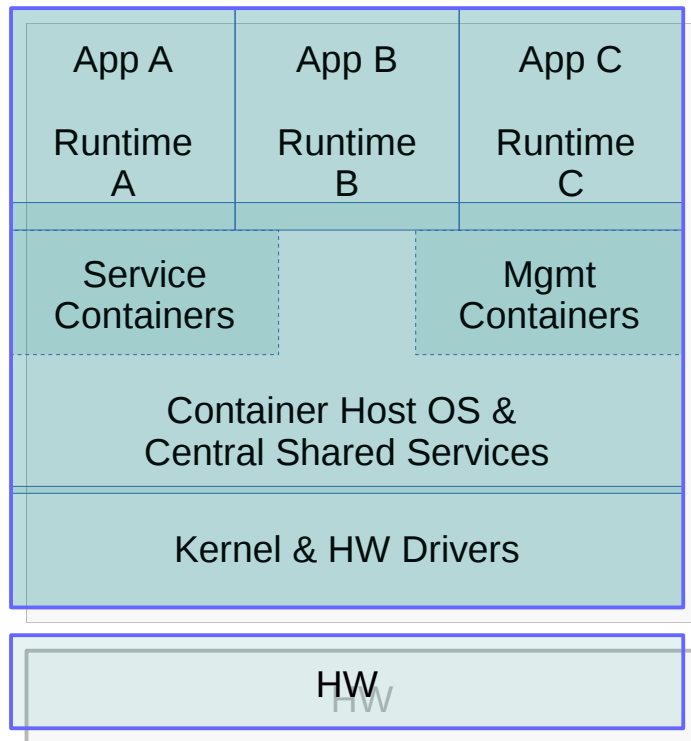 App A
App B
App C
Runtime
A
Runtime
B
Runtime
C
Service
Containers
Mgmt
Containers
Container Host OS &
Central Shared Services
Kernel & HW Drivers
HW